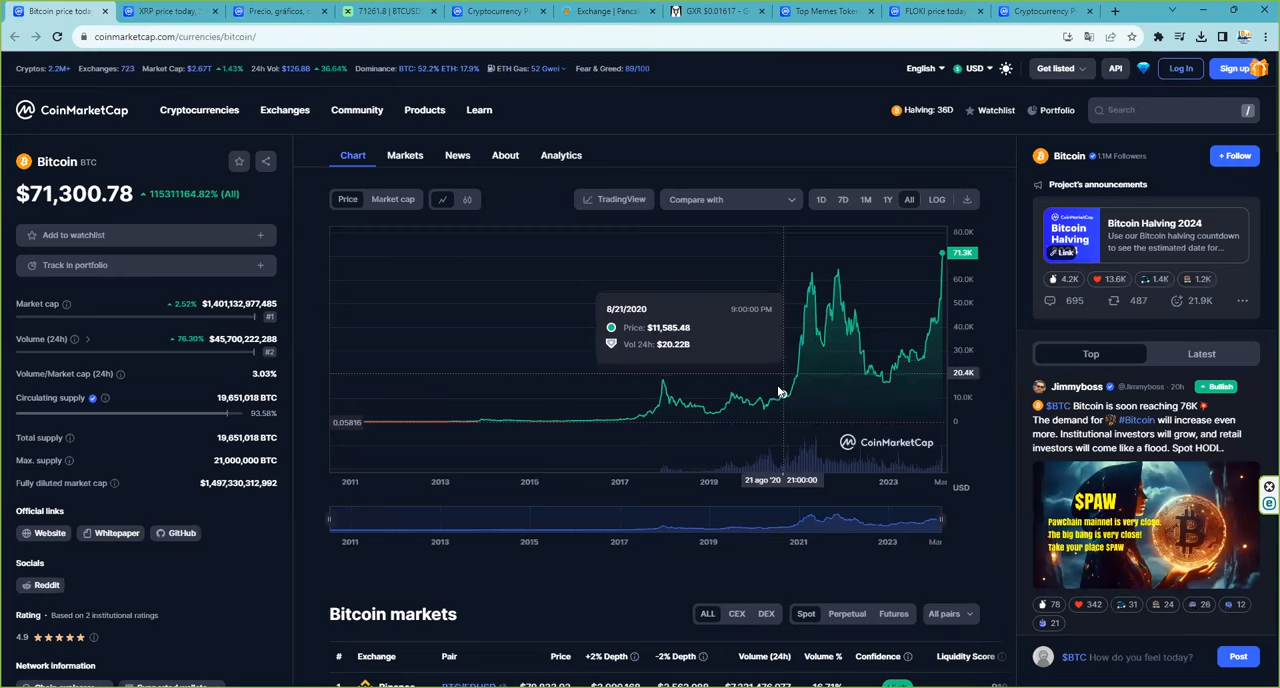 Bitcoin price today
XRP price today, 
Precio, gráficos, c
71261.8 | BTCUSD
Cryptocurrency P
Exchange | Panca
GXR $0.01617 - G
Top Memes Token
FLOKI price today
Cryptocurrency P
coinmarketcap.com/currencies/bitcoin/
Cryptos: 2.2M+ Exchanges: 723 Market Cap: $2.67T 1.43% 24h Vol: $126.8B 36.64% Dominance: BTC: 52.2% ETH: 17.9% ETH Gas: 52 Gwei Fear & Greed: 89/100
English USD Get listed API Log In Sign up
CoinMarketCap
Cryptocurrencies Exchanges Community Products Learn
Halving: 36D Watchlist Portfolio Search /
Bitcoin BTC
$71,300.78 115311164.82% (All)
Add to watchlist +
Track in portfolio +
Market cap 2.52% $1,401,132,977,485
#1
Volume (24h) 76.30% $45,700,222,288
#2
Volume/Market cap (24h) 3.03%
Circulating supply 19,651,018 BTC
93.58%
Total supply 19,651,018 BTC
Max. supply 21,000,000 BTC
Fully diluted market cap $1,497,330,312,992
Official links
Website Whitepaper GitHub
Socials
Reddit
Rating · Based on 2 institutional ratings
4.9
Network information
Chart Markets News About Analytics
Price Market cap TradingView Compare with 1D 7D 1M 1Y All LOG
80.0K
71.3K
60.0K
50.0K
40.0K
30.0K
20.4K
10.0K
0
0.05816
8/21/2020 9:00:00 PM
Price: $11,585.48
Vol 24h: $20.22B
CoinMarketCap
2011 2013 2015 2017 2019 21 ago '20 21:00:00 2023 Mar
USD
2011 2013 2015 2017 2019 2021 2023 Mar
Bitcoin markets
ALL CEX DEX Spot Perpetual Futures All pairs
# Exchange Pair Price +2% Depth -2% Depth Volume (24h) Volume % Confidence Liquidity Score
Bitcoin 1.1M Followers + Follow
Project's announcements
CoinMarketCap
Bitcoin
Halving
Link
Bitcoin Halving 2024
Use our Bitcoin halving countdown
to see the estimated date for...
4.2K 13.6K 1.4K 1.2K
695 487 21.9K ...
Top Latest
Jimmyboss @Jimmyboss · 20h Bullish
$BTC Bitcoin is soon reaching 76K
The demand for #Bitcoin will increase even
more. Institutional investors will grow, and retail
investors will come like a flood. Spot HODL..
$PAW
PawChain mainnel is very close.
The big bang is very close!
Take your place $PAW
78 342 31 24 26 12
21
$BTC How do you feel today? Post